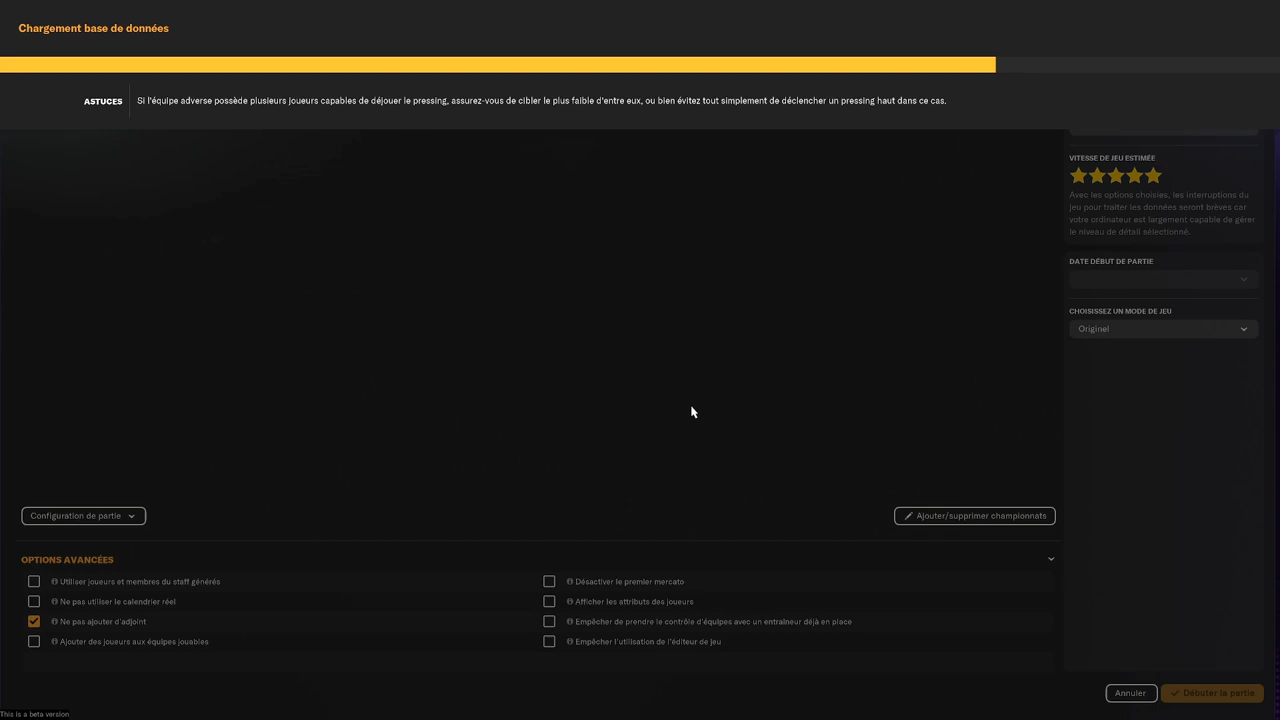 Chargement base de données
ASTUCES
Si l'équipe adverse possède plusieurs joueurs capables de déjouer le pressing, assurez-vous de cibler le plus faible d'entre eux, ou bien évitez tout simplement de déclencher un pressing haut dans ce cas.
VITESSE DE JEU ESTIMÉE
Avec les options choisies, les interruptions du
jeu pour traiter les données seront brèves car
votre ordinateur est largement capable de gérer
le niveau de détail sélectionné.
DATE DÉBUT DE PARTIE
CHOISISSEZ UN MODE DE JEU
Originel
Configuration de partie
Ajouter/supprimer championnats
OPTIONS AVANCÉES
Utiliser joueurs et membres du staff générés
Désactiver le premier mercato
Ne pas utiliser le calendrier réel
Afficher les attributs des joueurs
Ne pas ajouter d'adjoint
Empêcher de prendre le contrôle d'équipes avec un entraîneur déjà en place
Ajouter des joueurs aux équipes jouables
Empêcher l'utilisation de l'éditeur de jeu
Annuler
Débuter la partie
This is a beta version